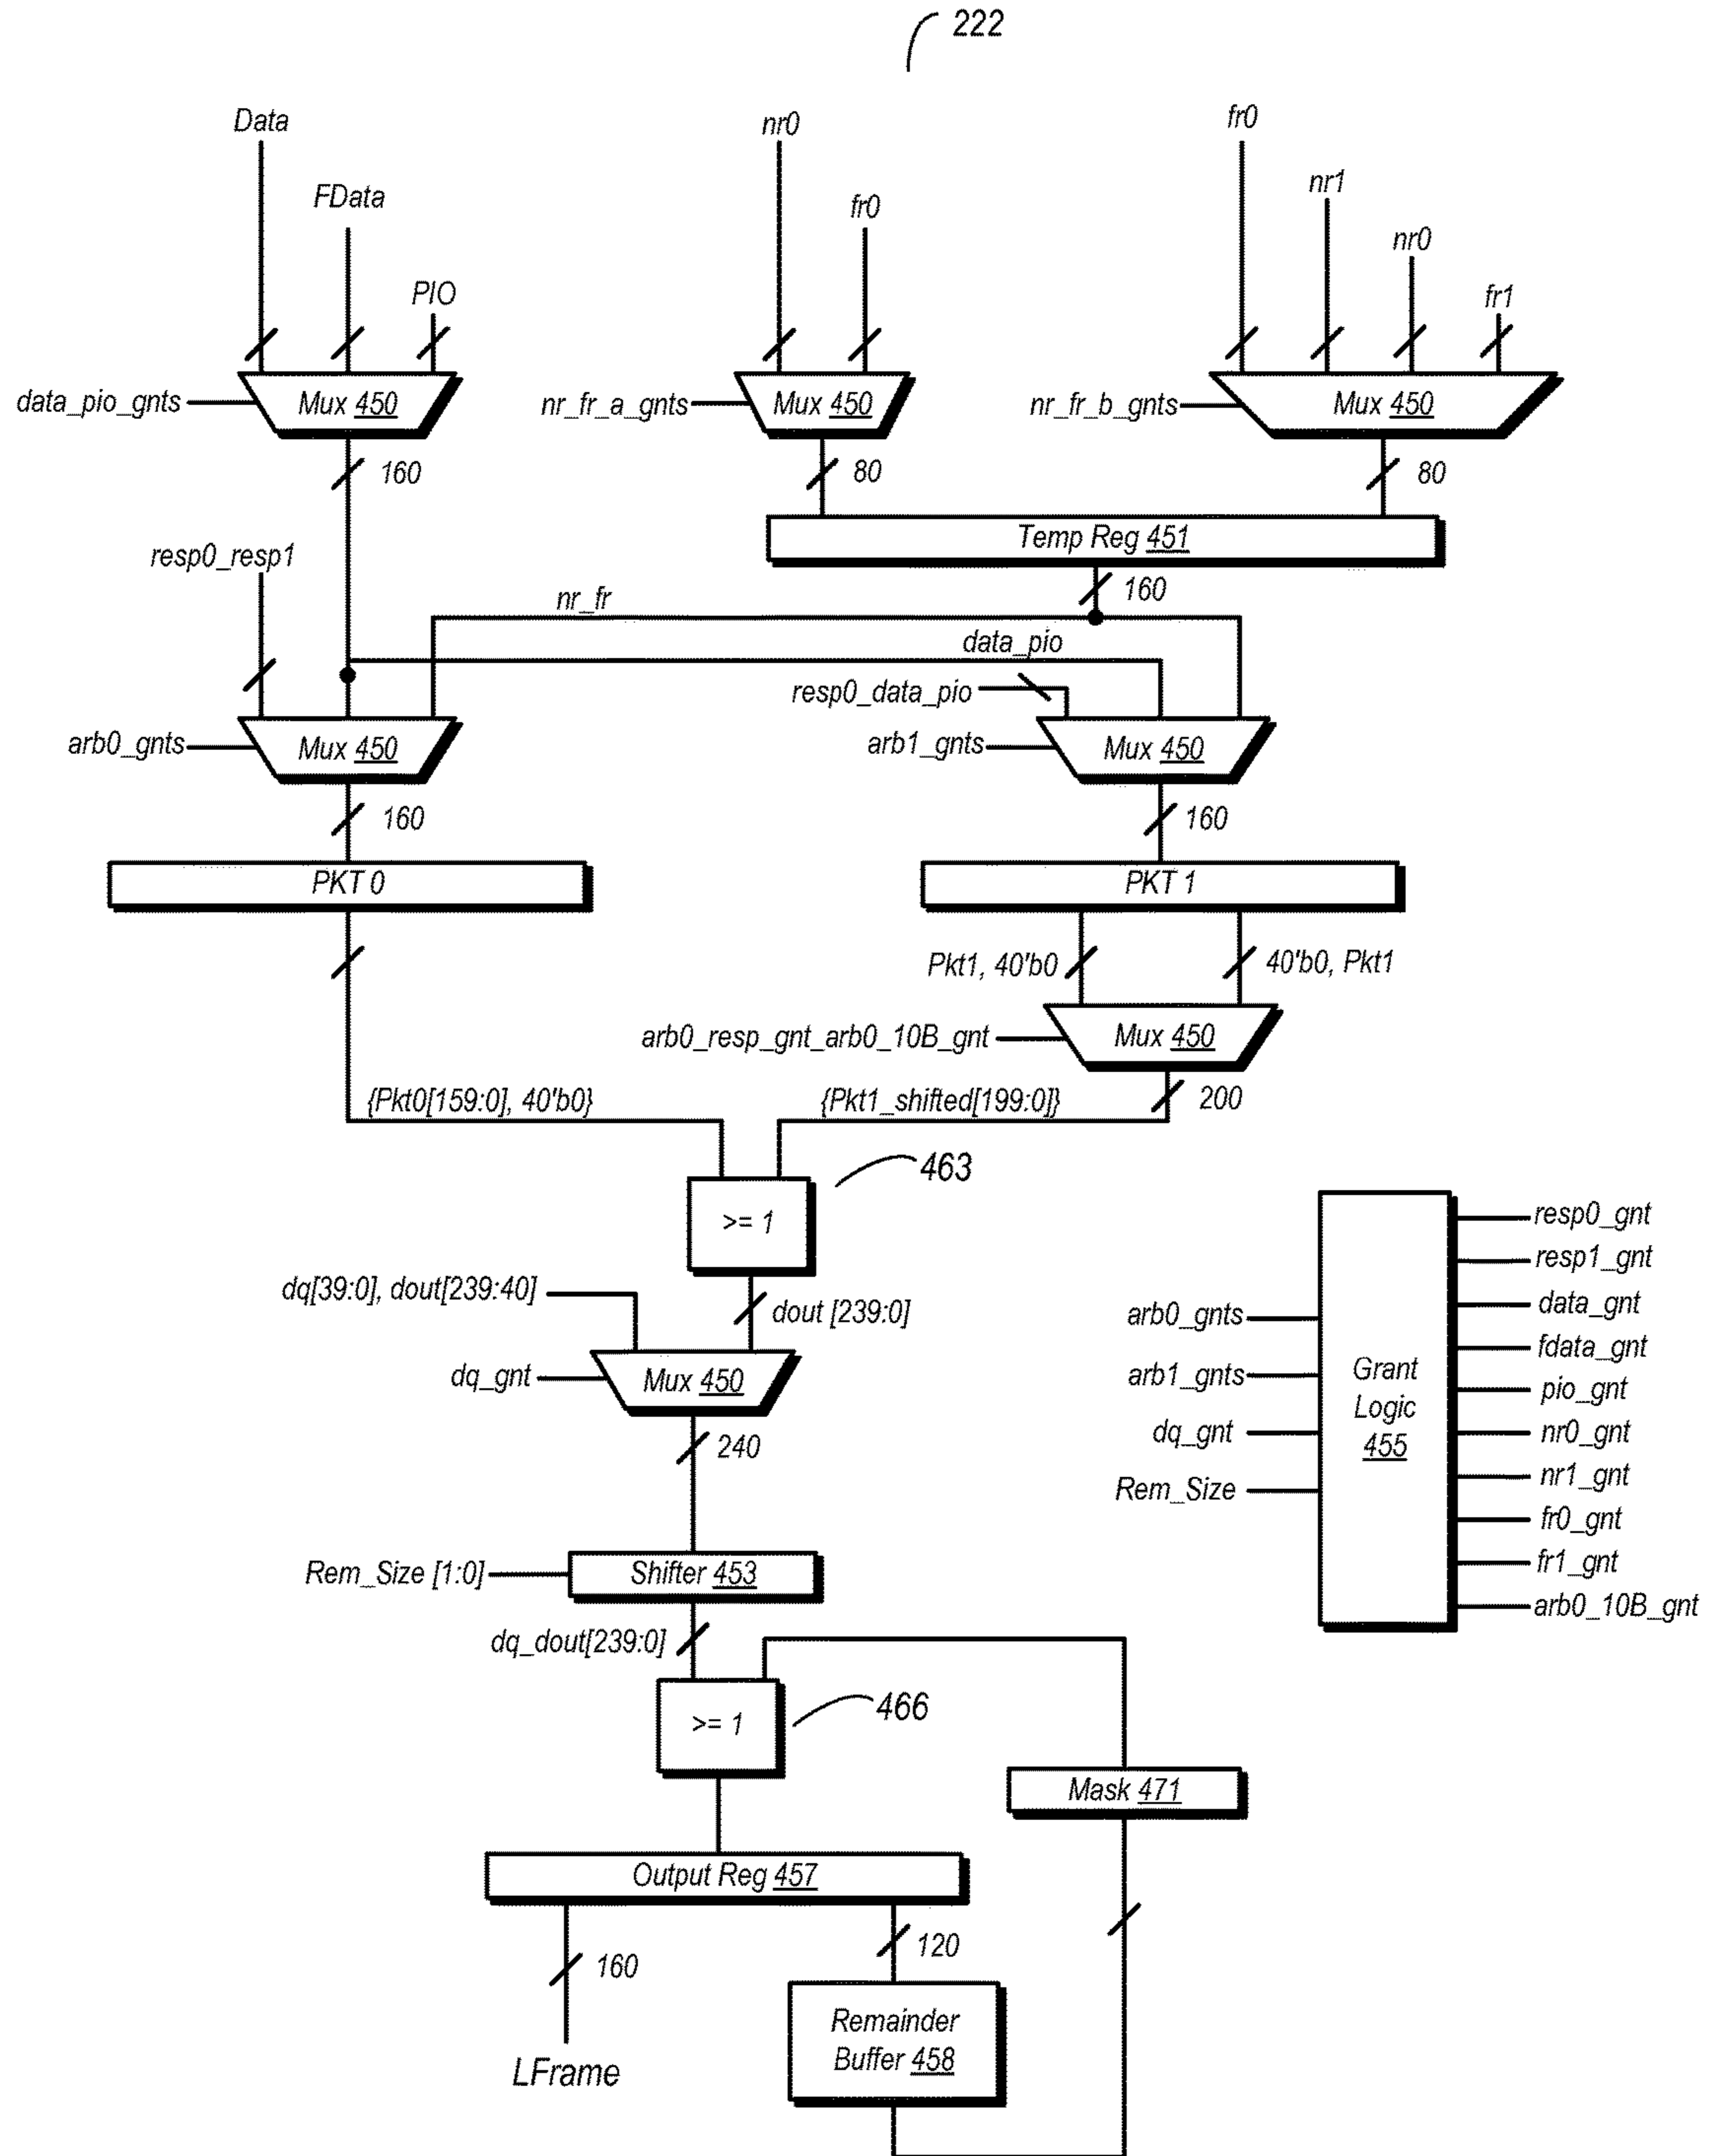 222
Data
nr0
fr0
FData
nr1
fr0
nr0
PIO
fr1
data_pio_gnts
Mux 450
nr_fr_a_gnts
Mux 450
nr_fr_b_gnts
Mux 450
160
80
80
Temp Reg 451
resp0_resp1
160
nr_fr
data_pio
resp0_data_pio
arb0_gnts
Mux 450
arb1_gnts
Mux 450
160
160
PKT 0
PKT 1
Pkt1, 40'b0
40'b0, Pkt1
arb0_resp_gnt_arb0_10B_gnt
Mux 450
{Pkt0[159:0], 40'b0}
{Pkt1_shifted[199:0]}
200
463
>= 1
dq[39:0], dout[239:40]
dout [239:0]
dq_gnt
Mux 450
240
Rem_Size [1:0]
Shifter 453
dq_dout[239:0]
>= 1
466
Mask 471
Output Reg 457
160
120
LFrame
Remainder
Buffer 458
arb0_gnts
arb1_gnts
dq_gnt
Rem_Size
Grant
Logic
455
resp0_gnt
resp1_gnt
data_gnt
fdata_gnt
pio_gnt
nr0_gnt
nr1_gnt
fr0_gnt
fr1_gnt
arb0_10B_gnt